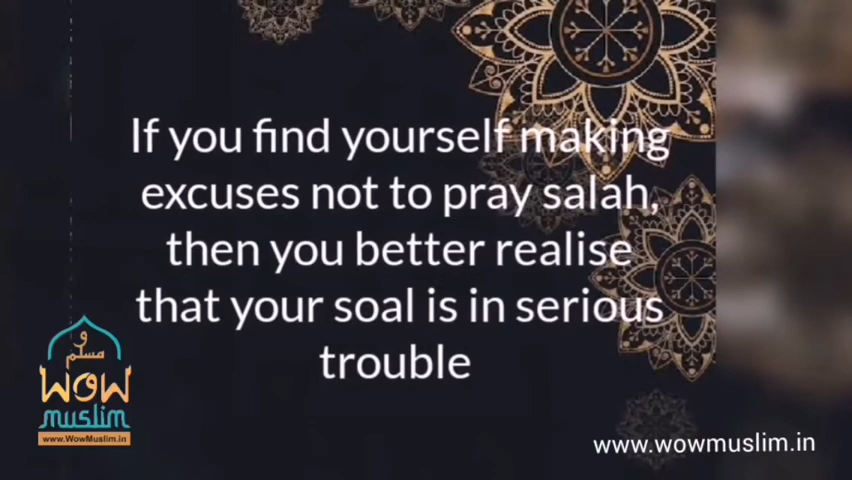 If you find yourself making
excuses not to pray salah,
then you better realise
that your soal is in serious
trouble
و
مسلم
WOW
muslim
www.WowMuslim.in
www.wowmuslim.in